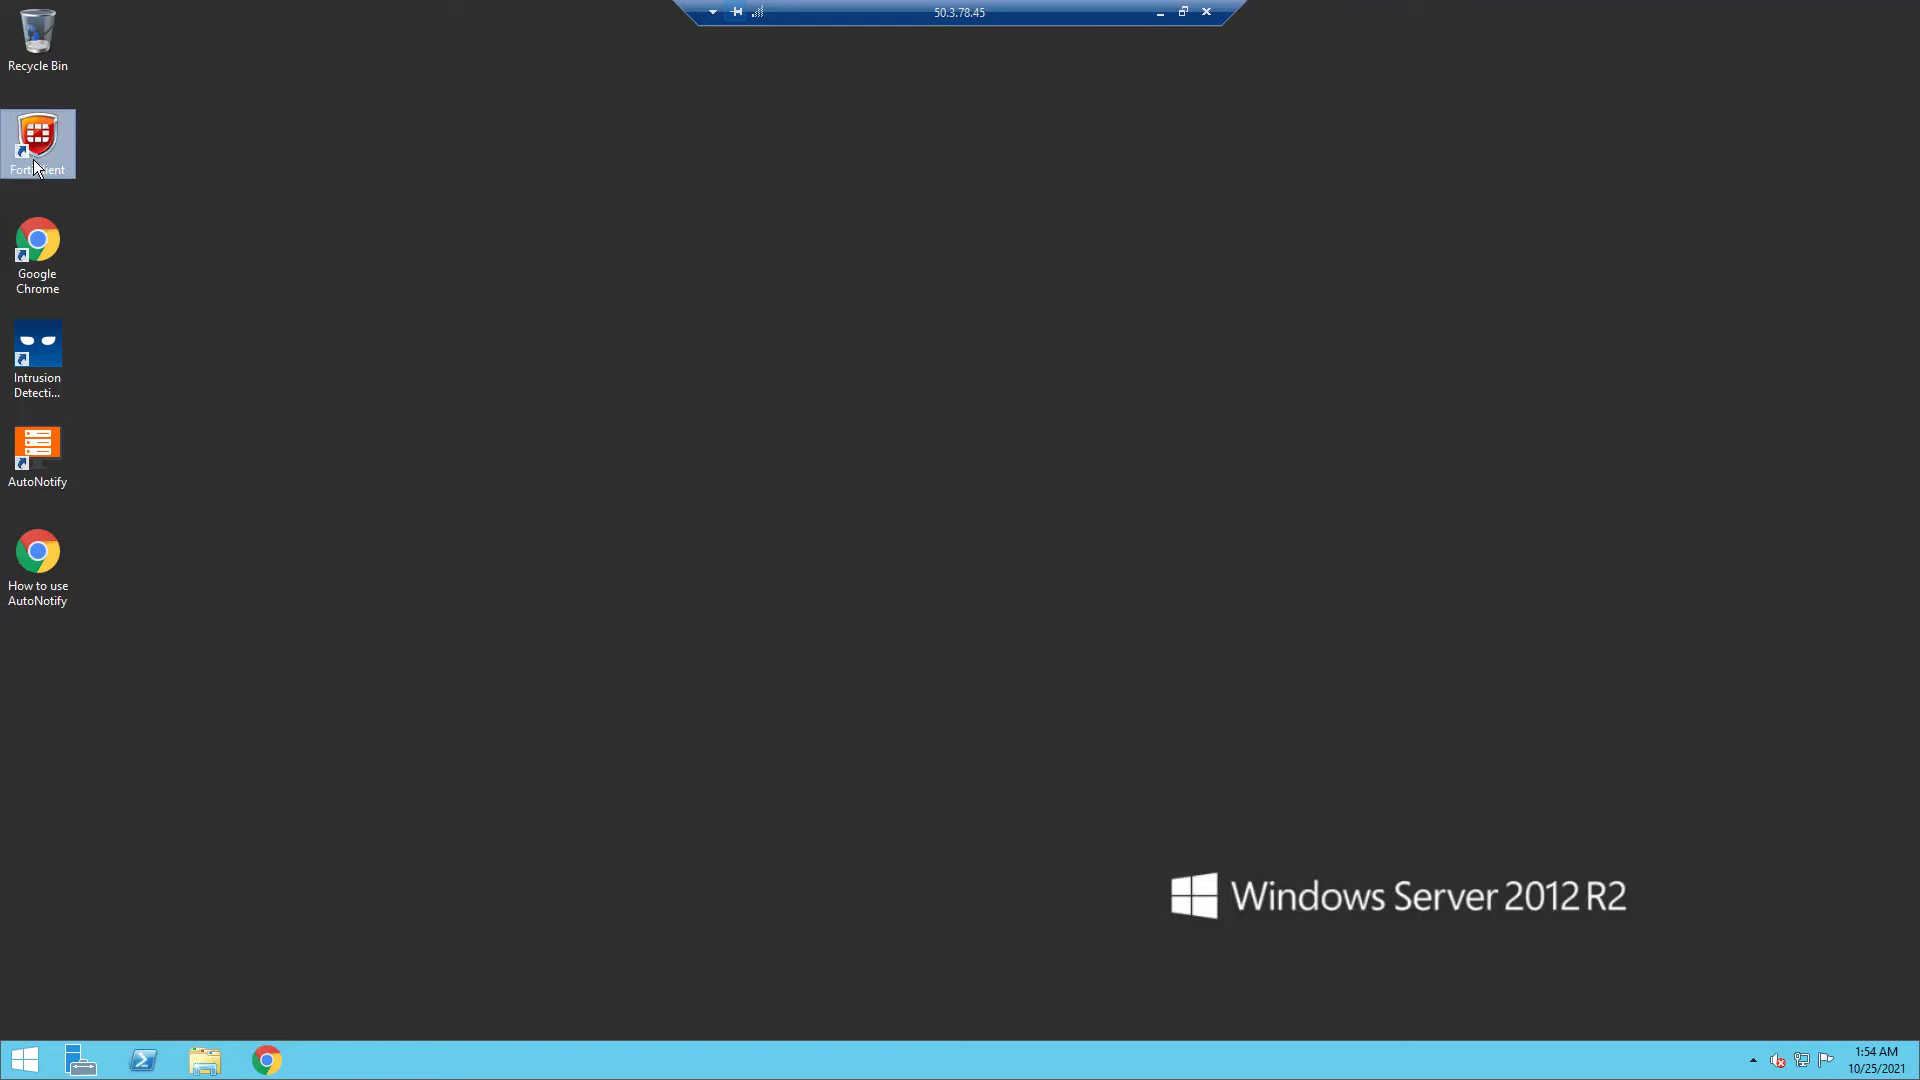 50.3.78.45
Recycle Bin
FortiClient
Google
Chrome
Intrusion
Detecti...
AutoNotify
How to use
AutoNotify
Windows Server 2012 R2
1:54 AM
10/25/2021